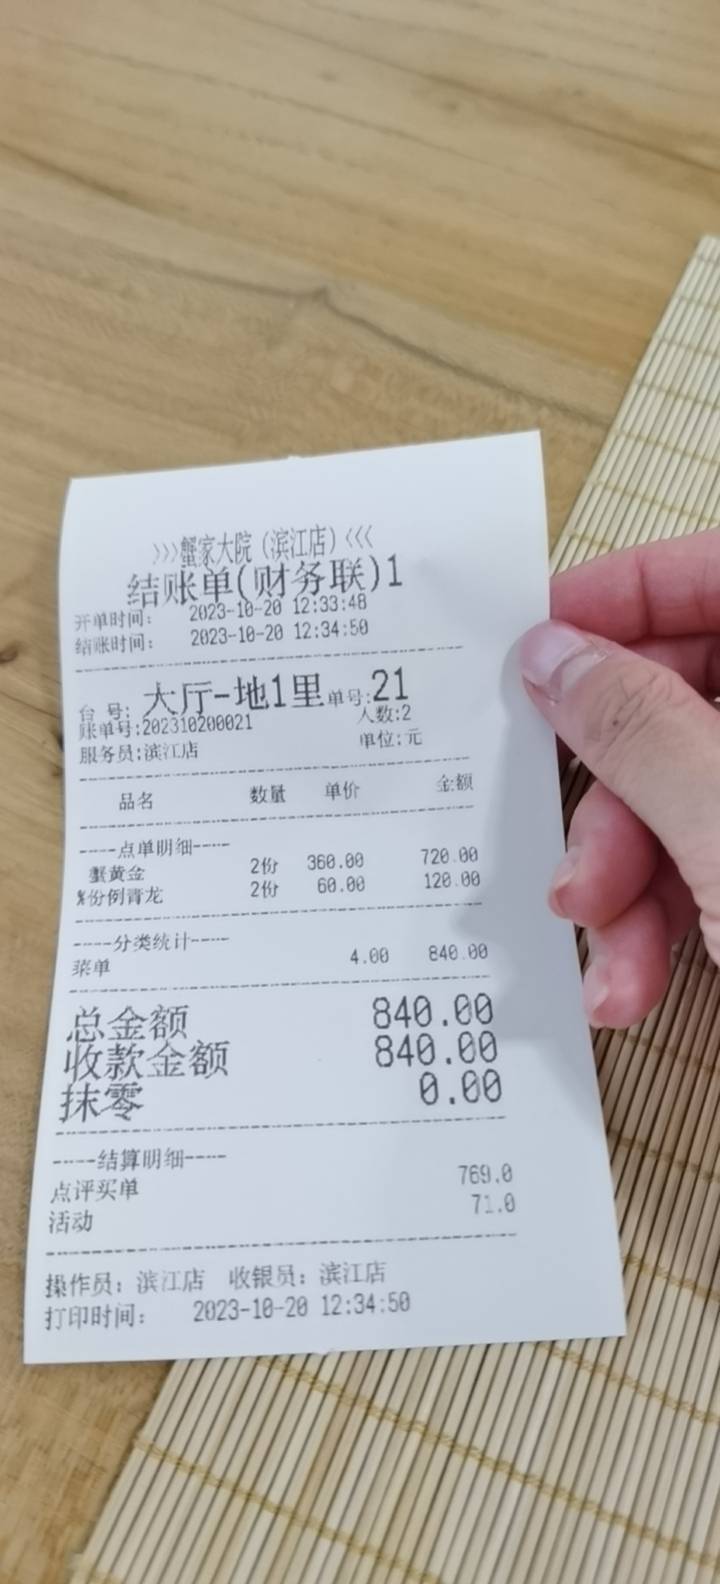 >>>蟹家大院(滨江店)<<<
结账单(财务联)1
开单时间: 2023-10-20 12:33:48
结账时间: 2023-10-20 12:34:50
台 号: 大厅-地1里 单号:21
账单号:202310200021 人数:2
服务员:滨江店 单位:元
品名 数量 单价 金额
----点单明细----
蟹黄金 2份 360.00 720.00
*份例青龙 2份 60.00 120.00
----分类统计----
菜单 4.00 840.00
总金额 840.00
收款金额 840.00
抹零 0.00
----结算明细----
点评买单 769.0
活动 71.0
操作员: 滨江店 收银员: 滨江店
打印时间: 2023-10-20 12:34:50